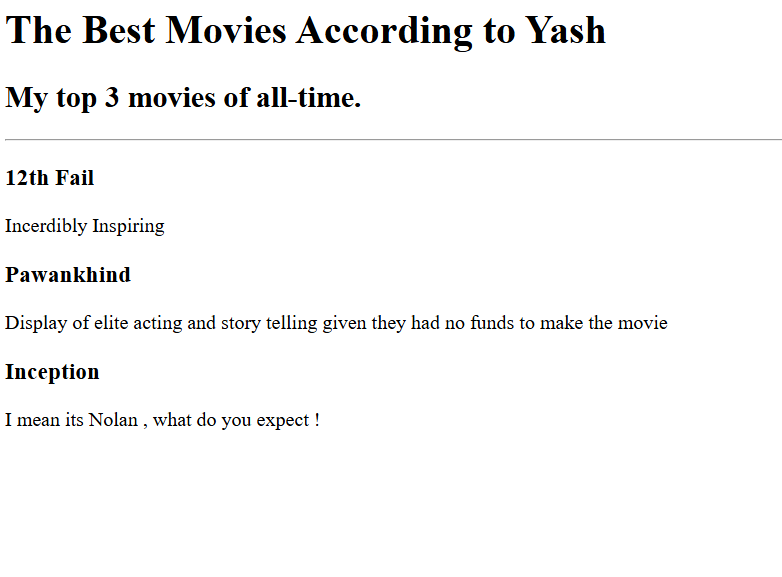 The Best Movies According to Yash
My top 3 movies of all-time.
12th Fail
Incerdibly Inspiring
Pawankhind
Display of elite acting and story telling given they had no funds to make the movie
Inception
I mean its Nolan , what do you expect !